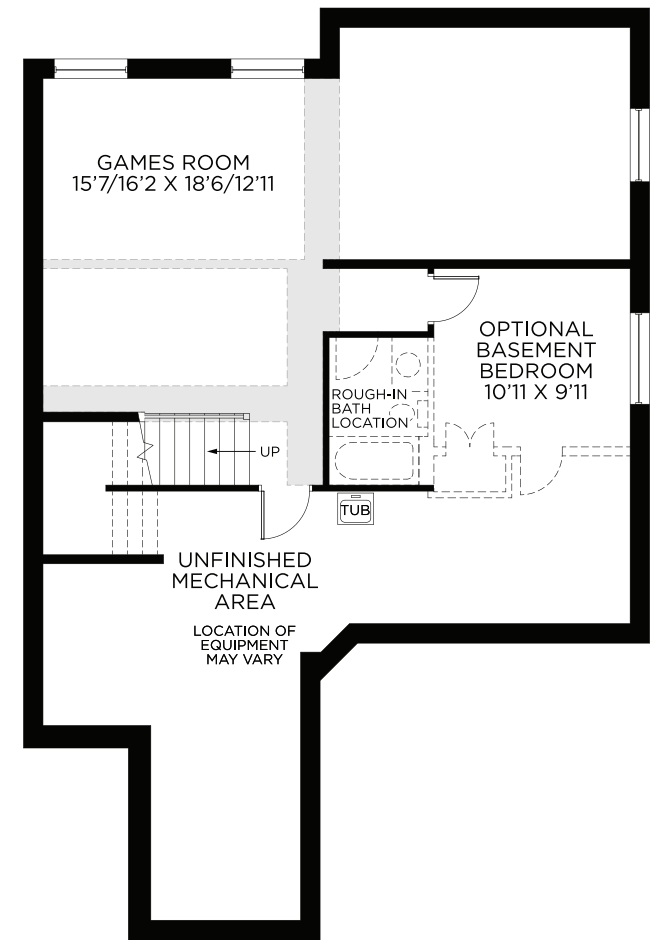 GAMES ROOM
15'7/16'2 X 18'6/12'11
OPTIONAL
BASEMENT
BEDROOM
10'11 X 9'11
ROUGH-IN
BATH
LOCATION
UP
TUB
UNFINISHED
MECHANICAL
AREA
LOCATION OF
EQUIPMENT
MAY VARY